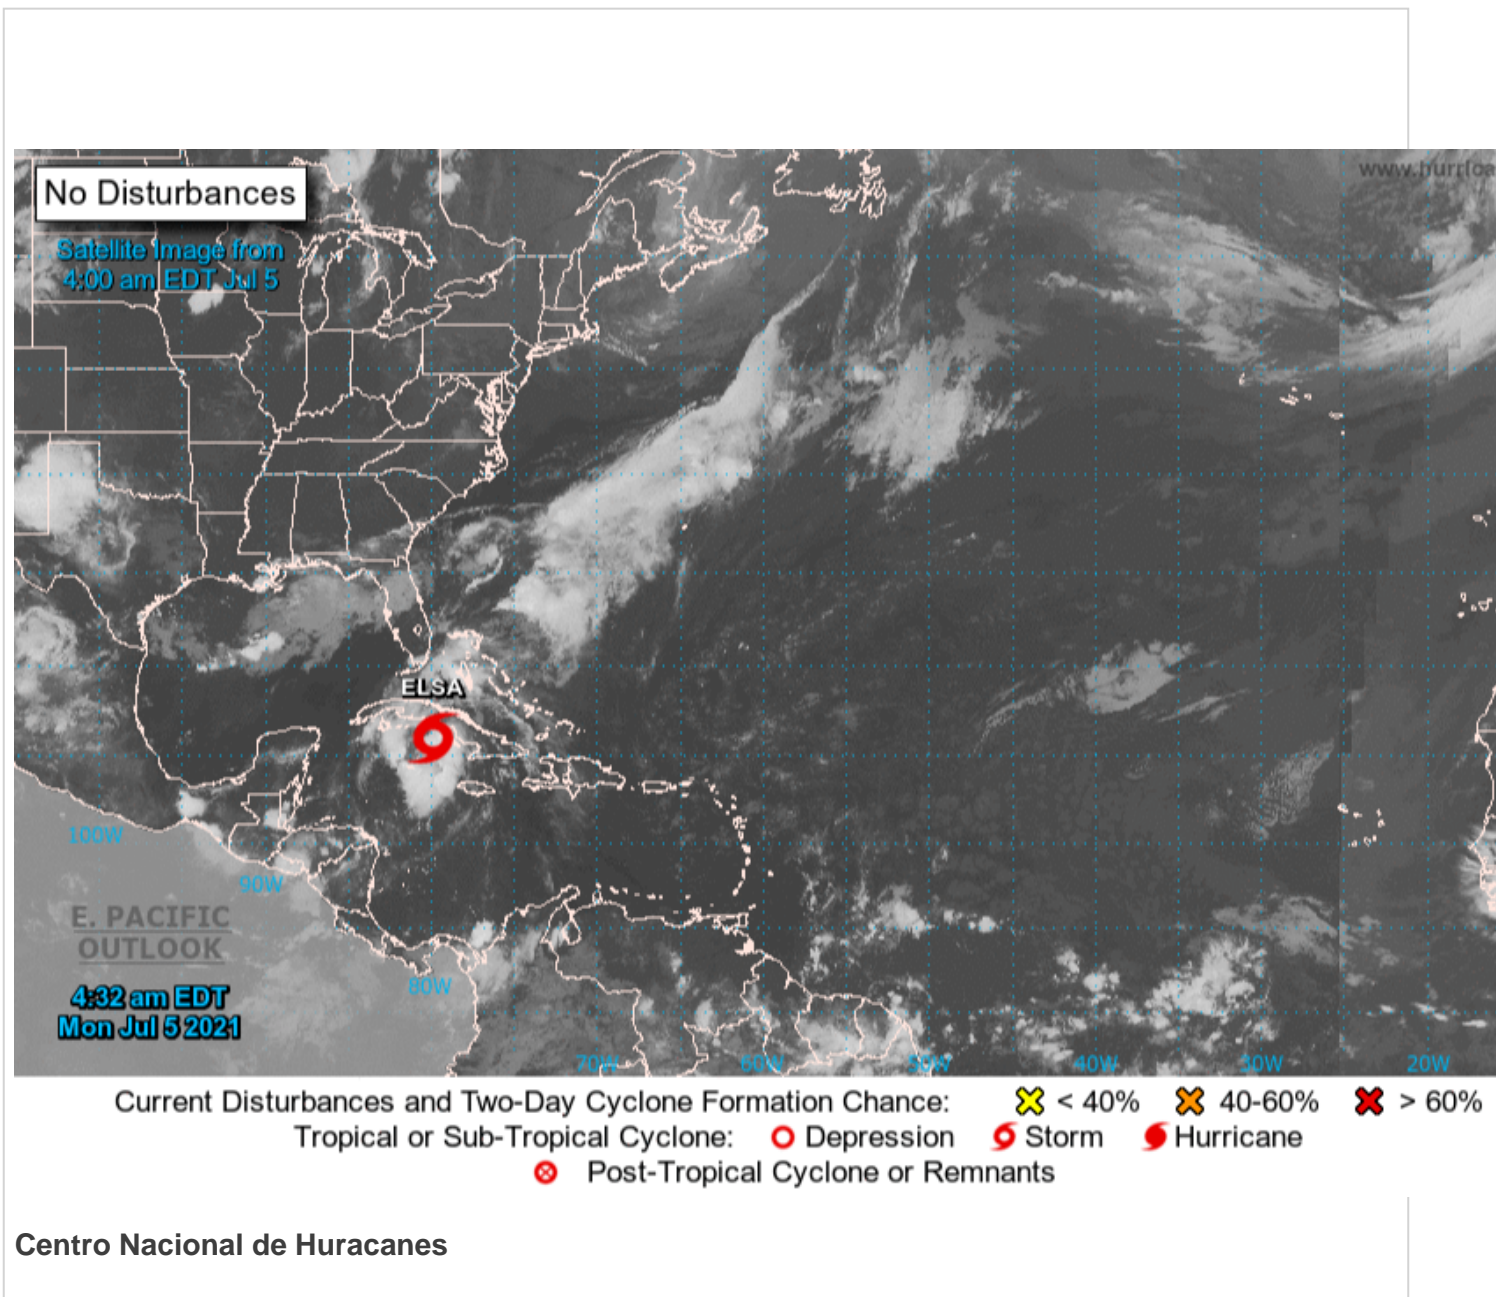 No Disturbances
www.hurrica
Satellite Image from
4:00 am EDT Jul 5
ELSA
100W
90W
E. PACIFIC
OUTLOOK
80W
4:32 am EDT
Mon Jul 5 2021
70W 60W 50W 40W 30W 20W
Current Disturbances and Two-Day Cyclone Formation Chance: < 40% 40-60% > 60%
Tropical or Sub-Tropical Cyclone: Depression Storm Hurricane
Post-Tropical Cyclone or Remnants
Centro Nacional de Huracanes